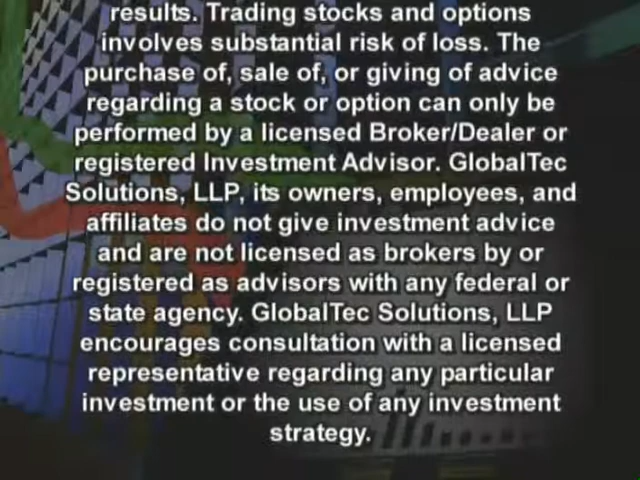 results. Trading stocks and options
involves substantial risk of loss. The
purchase of, sale of, or giving of advice
regarding a stock or option can only be
performed by a licensed Broker/Dealer or
registered Investment Advisor. GlobalTec
Solutions, LLP, its owners, employees, and
affiliates do not give investment advice
and are not licensed as brokers by or
registered as advisors with any federal or
state agency. GlobalTec Solutions, LLP
encourages consultation with a licensed
representative regarding any particular
investment or the use of any investment
strategy.